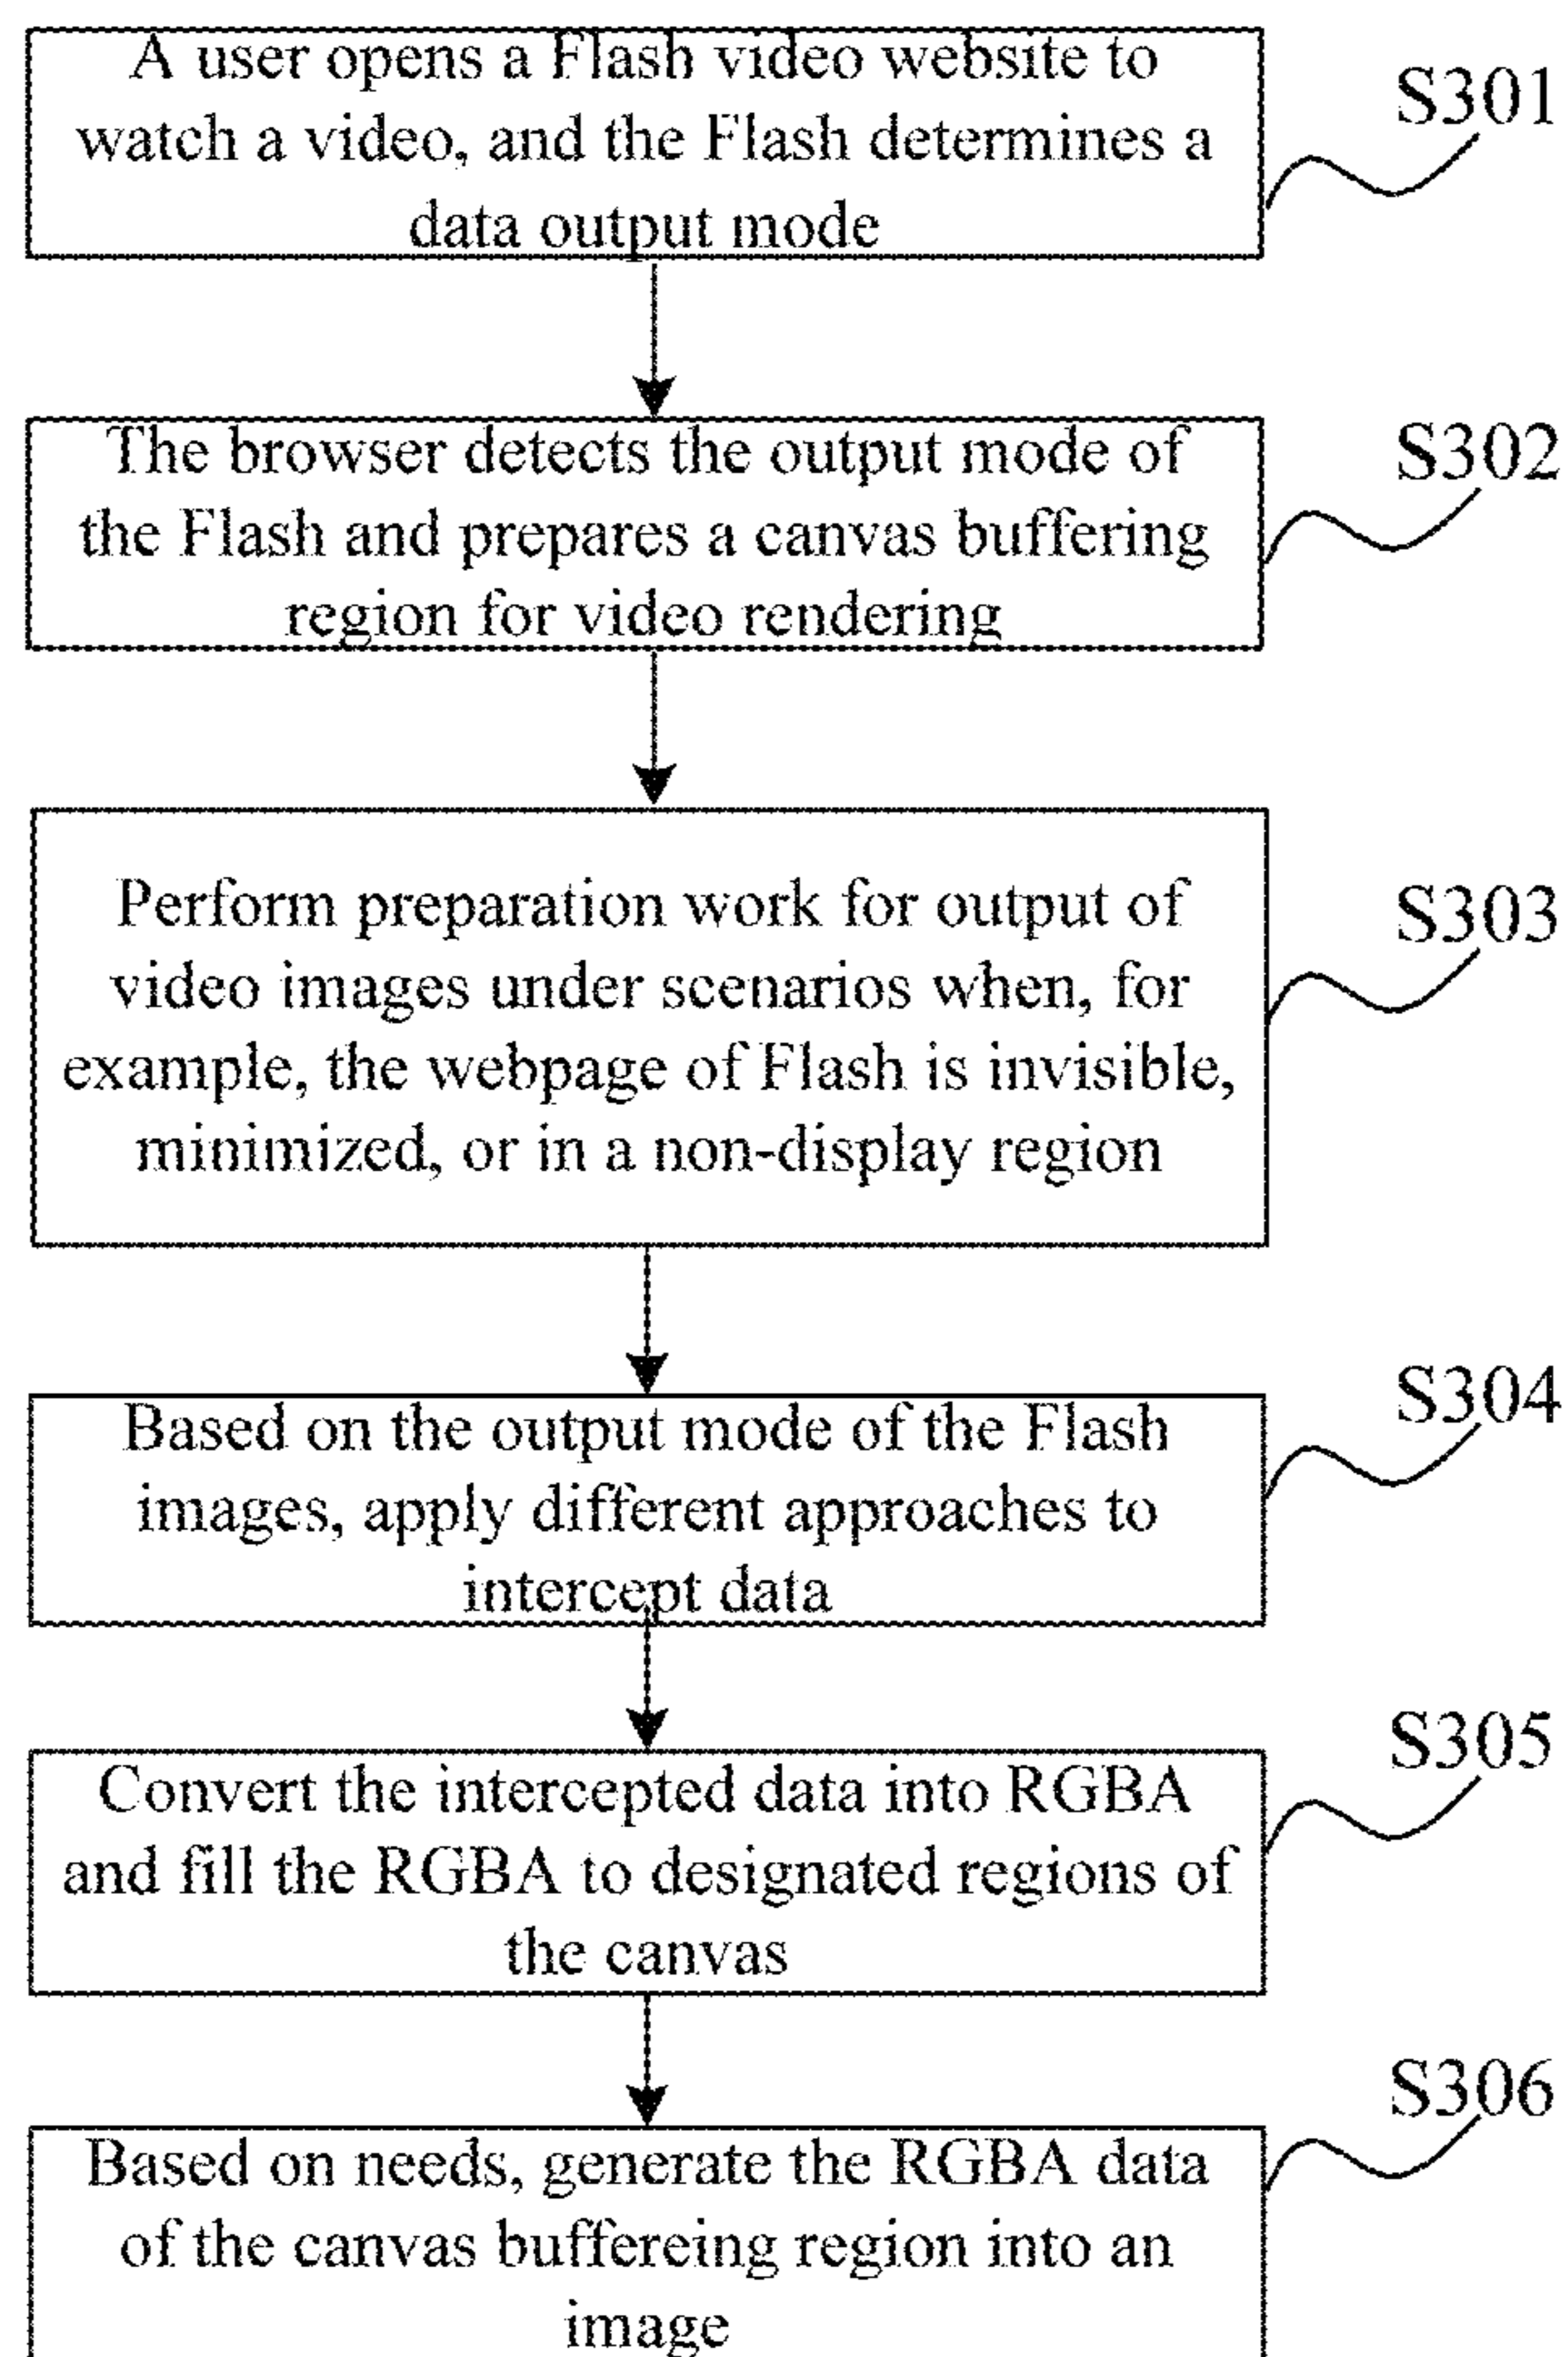 A user opens a Flash video website to
watch a video, and the Flash determines a
data output mode
S301
The browser detects the output mode of
the Flash and prepares a canvas buffering
region for video rendering
S302
Perform preparation work for output of
video images under scenarios when, for
example, the webpage of Flash is invisible,
minimized, or in a non-display region
S303
Based on the output mode of the Flash
images, apply different approaches to
intercept data
S304
Convert the intercepted data into RGBA
and fill the RGBA to designated regions of
the canvas
S305
Based on needs, generate the RGBA data
of the canvas buffereing region into an
image
S306